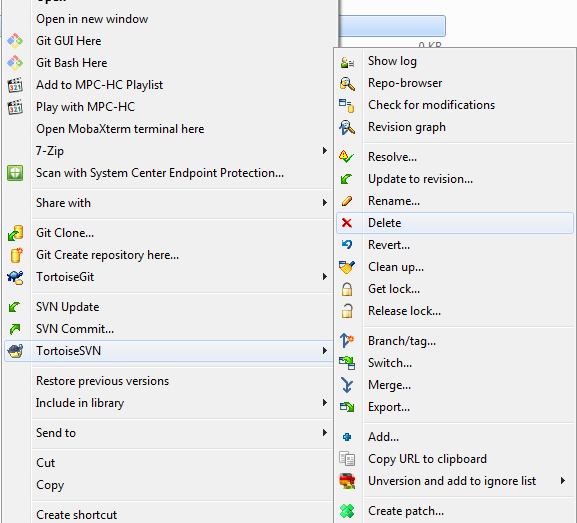 Open
Open in new window
Git GUI Here
Git Bash Here
Add to MPC-HC Playlist
Play with MPC-HC
Open MobaXterm terminal here
7-Zip
Scan with System Center Endpoint Protection...
Share with
Git Clone...
Git Create repository here...
TortoiseGit
SVN Update
SVN Commit...
TortoiseSVN
Restore previous versions
Include in library
Send to
Cut
Copy
Create shortcut
0 KB
Show log
Repo-browser
Check for modifications
Revision graph
Resolve...
Update to revision...
Rename...
Delete
Revert...
Clean up...
Get lock...
Release lock...
Branch/tag...
Switch...
Merge...
Export...
Add...
Copy URL to clipboard
Unversion and add to ignore list
Create patch...